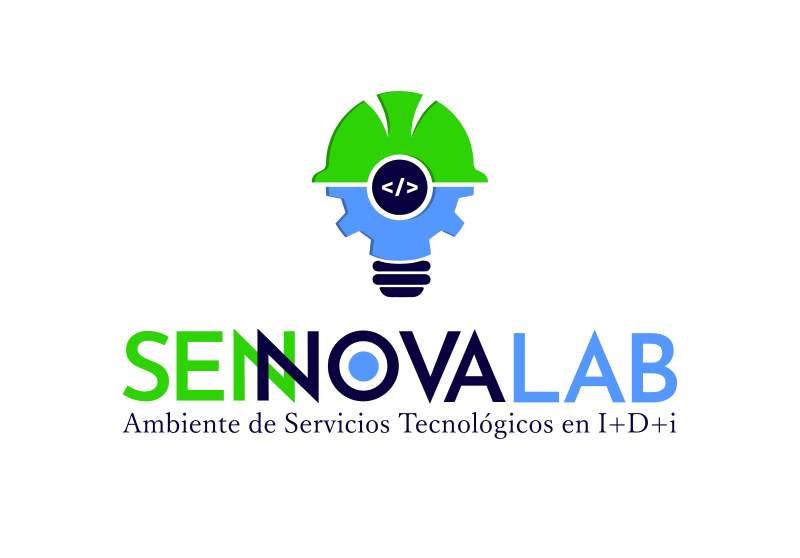 </>
SENNOVALAB
Ambiente de Servicios Tecnológicos en I+D+i